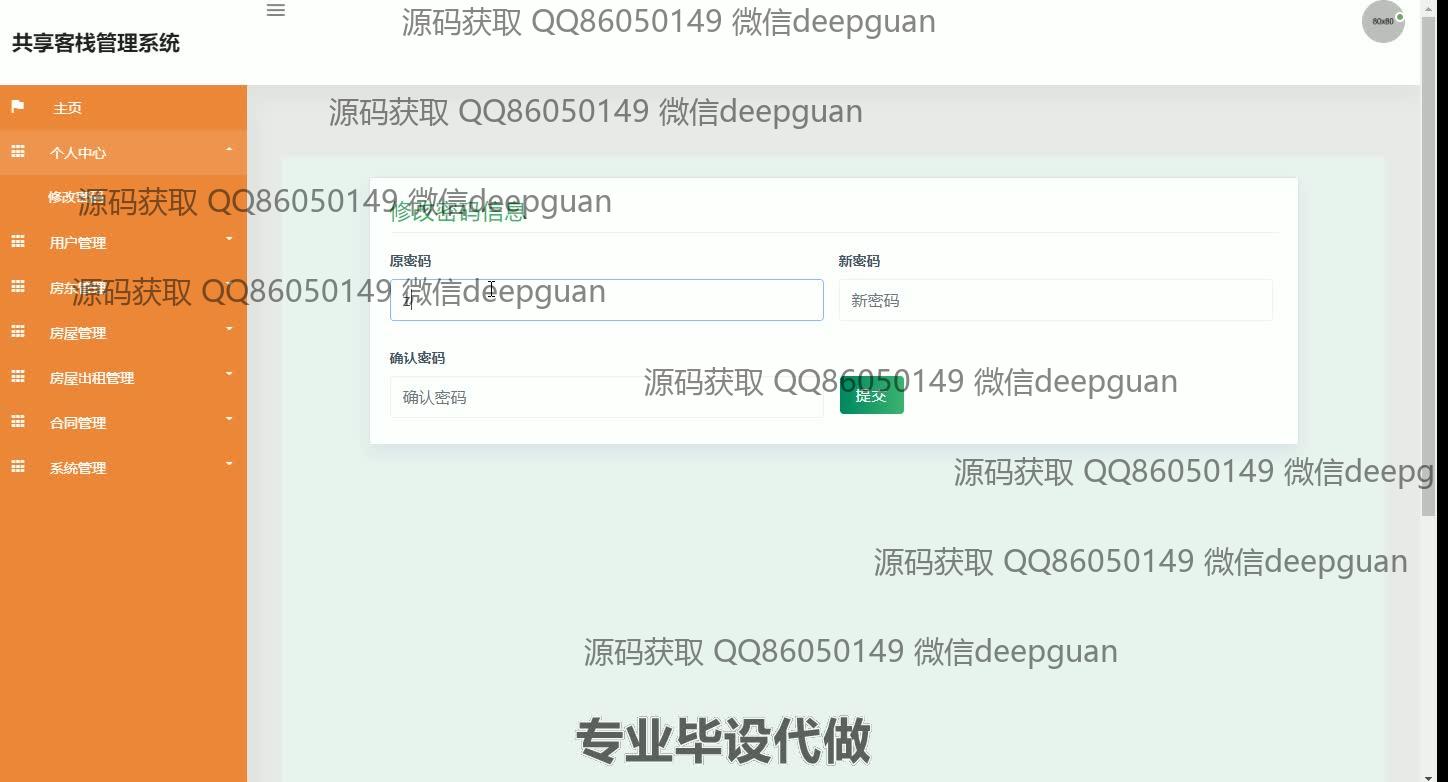 源码获取 QQ86050149 微信deepguan
80x80
共享客栈管理系统
主页
源码获取 QQ86050149 微信deepguan
个人中心
修改密码
源码获取 QQ86050149 微信deepguan
修改密码信息
用户管理
原密码
新密码
房东管理
源码获取 QQ86050149 微信deepguan
z
新密码
房屋管理
确认密码
房屋出租管理
源码获取 QQ86050149 微信deepguan
确认密码
提交
合同管理
系统管理
源码获取 QQ86050149 微信deepg
源码获取 QQ86050149 微信deepguan
源码获取 QQ86050149 微信deepguan
专业毕设代做